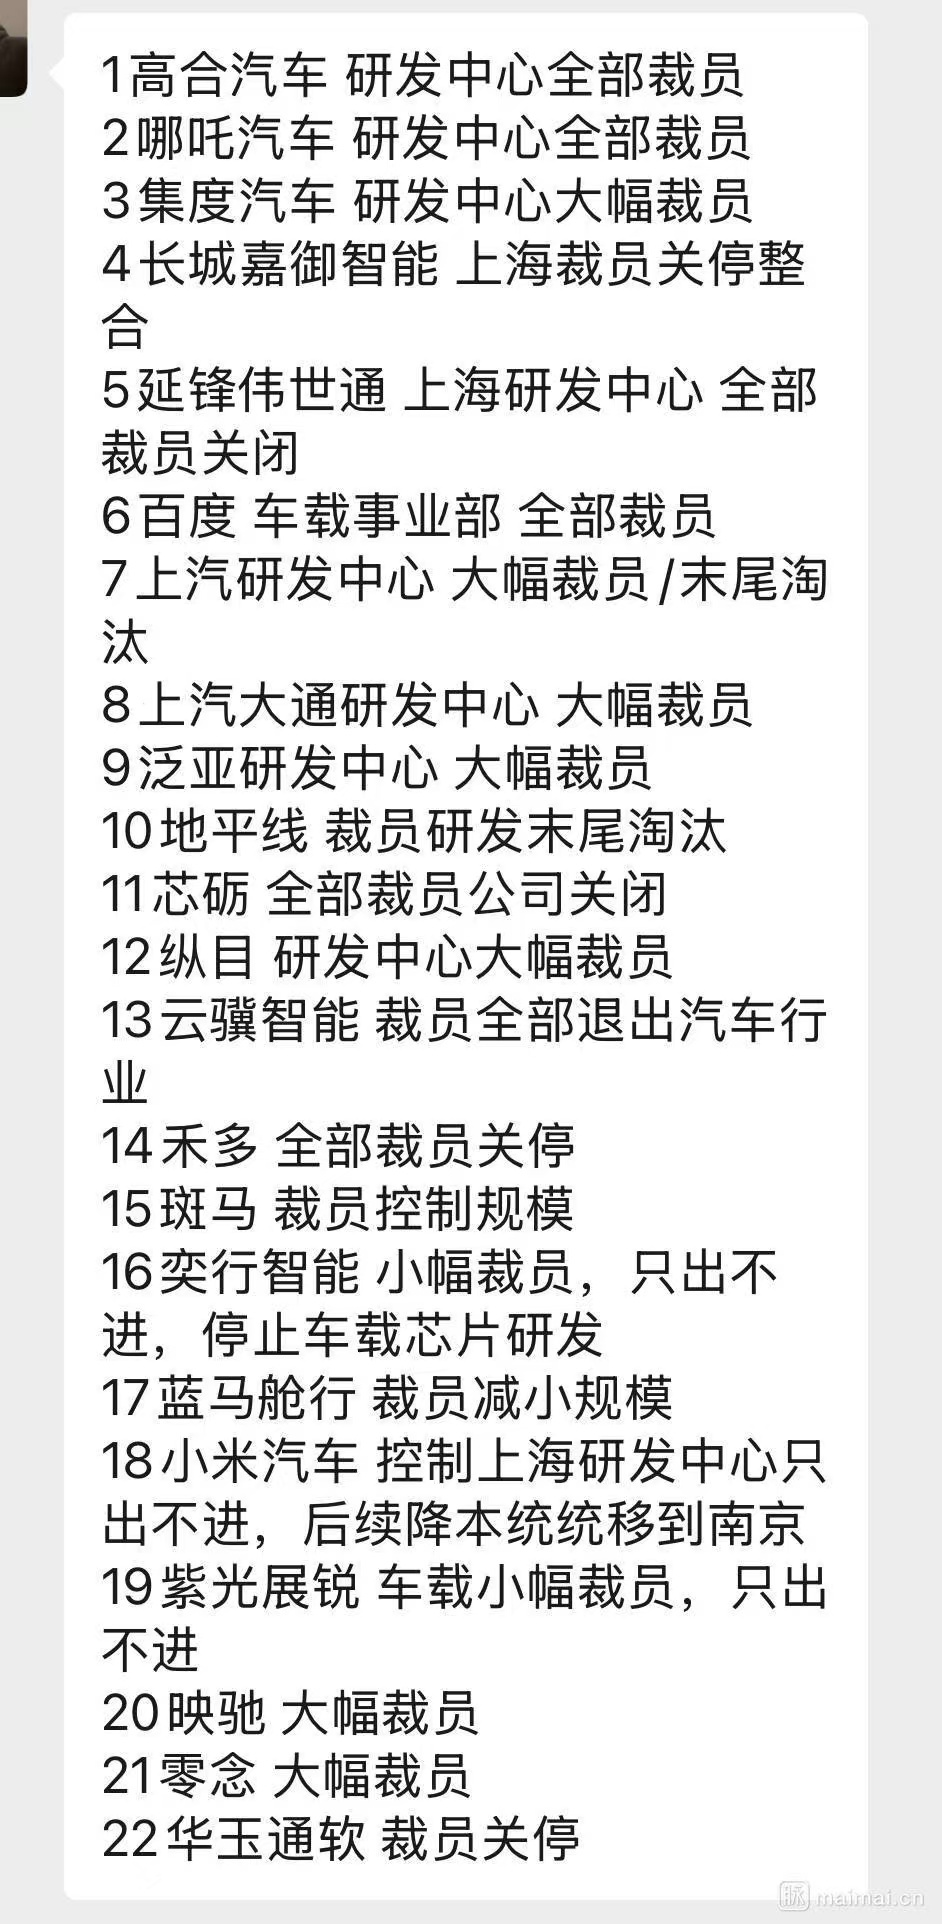 1高合汽车 研发中心全部裁员
2哪吒汽车 研发中心全部裁员
3集度汽车 研发中心大幅裁员
4长城嘉御智能 上海裁员关停整
合
5延锋伟世通 上海研发中心 全部
裁员关闭
6百度 车载事业部 全部裁员
7上汽研发中心 大幅裁员/末尾淘
汰
8上汽大通研发中心 大幅裁员
9泛亚研发中心 大幅裁员
10地平线 裁员研发末尾淘汰
11芯砺 全部裁员公司关闭
12纵目 研发中心大幅裁员
13云骥智能 裁员全部退出汽车行
业
14禾多 全部裁员关停
15斑马 裁员控制规模
16奕行智能 小幅裁员，只出不
进，停止车载芯片研发
17蓝马舱行 裁员减小规模
18小米汽车 控制上海研发中心只
出不进，后续降本统统移到南京
19紫光展锐 车载小幅裁员，只出
不进
20映驰 大幅裁员
21零念 大幅裁员
22华玉通软 裁员关停
脉 maimai.cn